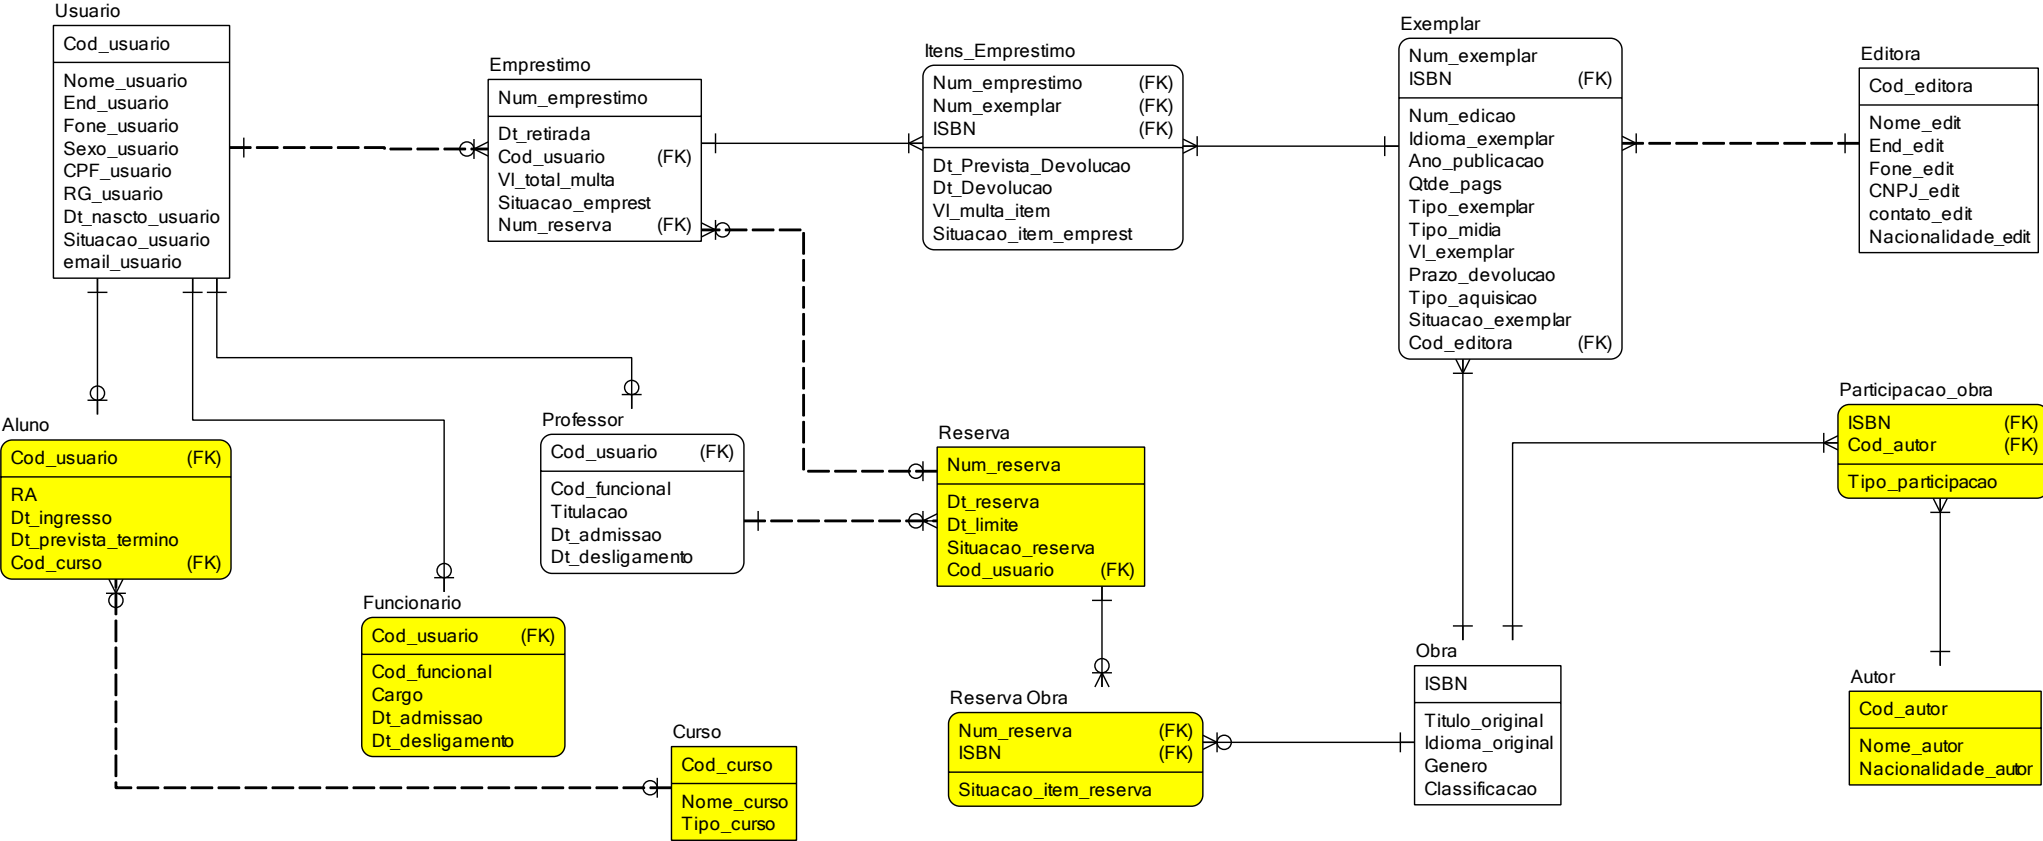 Usuario
Cod_usuario
Nome_usuario
End_usuario
Fone_usuario
Sexo_usuario
CPF_usuario
RG_usuario
Dt_nascto_usuario
Situacao_usuario
email_usuario
Emprestimo
Num_emprestimo
Dt_retirada
Cod_usuario (FK)
Vl_total_multa
Situacao_emprest
Num_reserva (FK)
Itens_Emprestimo
Num_emprestimo (FK)
Num_exemplar (FK)
ISBN (FK)
Dt_Prevista_Devolucao
Dt_Devolucao
Vl_multa_item
Situacao_item_emprest
Exemplar
Num_exemplar
ISBN (FK)
Num_edicao
Idioma_exemplar
Ano_publicacao
Qtde_pags
Tipo_exemplar
Tipo_midia
Vl_exemplar
Prazo_devolucao
Tipo_aquisicao
Situacao_exemplar
Cod_editora (FK)
Editora
Cod_editora
Nome_edit
End_edit
Fone_edit
CNPJ_edit
contato_edit
Nacionalidade_edit
Aluno
Cod_usuario (FK)
RA
Dt_ingresso
Dt_prevista_termino
Cod_curso (FK)
Professor
Cod_usuario (FK)
Cod_funcional
Titulacao
Dt_admissao
Dt_desligamento
Reserva
Num_reserva
Dt_reserva
Dt_limite
Situacao_reserva
Cod_usuario (FK)
Participacao_obra
ISBN (FK)
Cod_autor (FK)
Tipo_participacao
Funcionario
Cod_usuario (FK)
Cod_funcional
Cargo
Dt_admissao
Dt_desligamento
Curso
Cod_curso
Nome_curso
Tipo_curso
Reserva Obra
Num_reserva (FK)
ISBN (FK)
Situacao_item_reserva
Obra
ISBN
Titulo_original
Idioma_original
Genero
Classificacao
Autor
Cod_autor
Nome_autor
Nacionalidade_autor